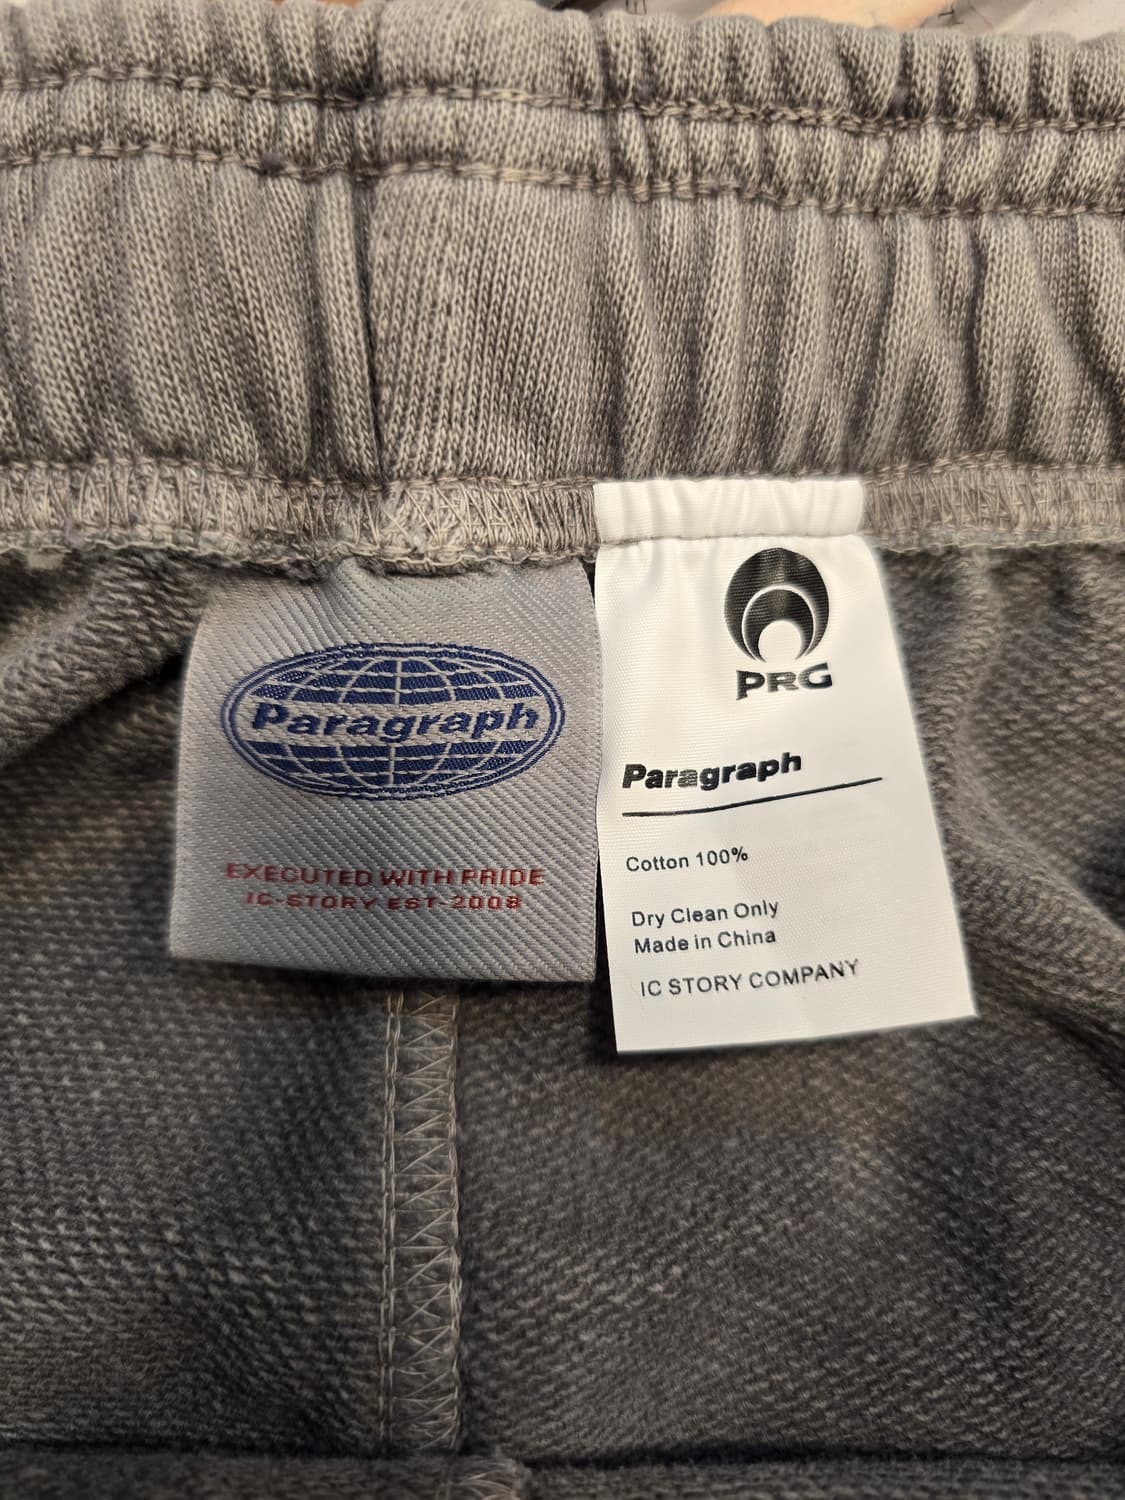 Paragraph
EXECUTED WITH PRIDE
IC-STORY EST-2008
PRG
Paragraph
Cotton 100%
Dry Clean Only
Made in China
IC STORY COMPANY